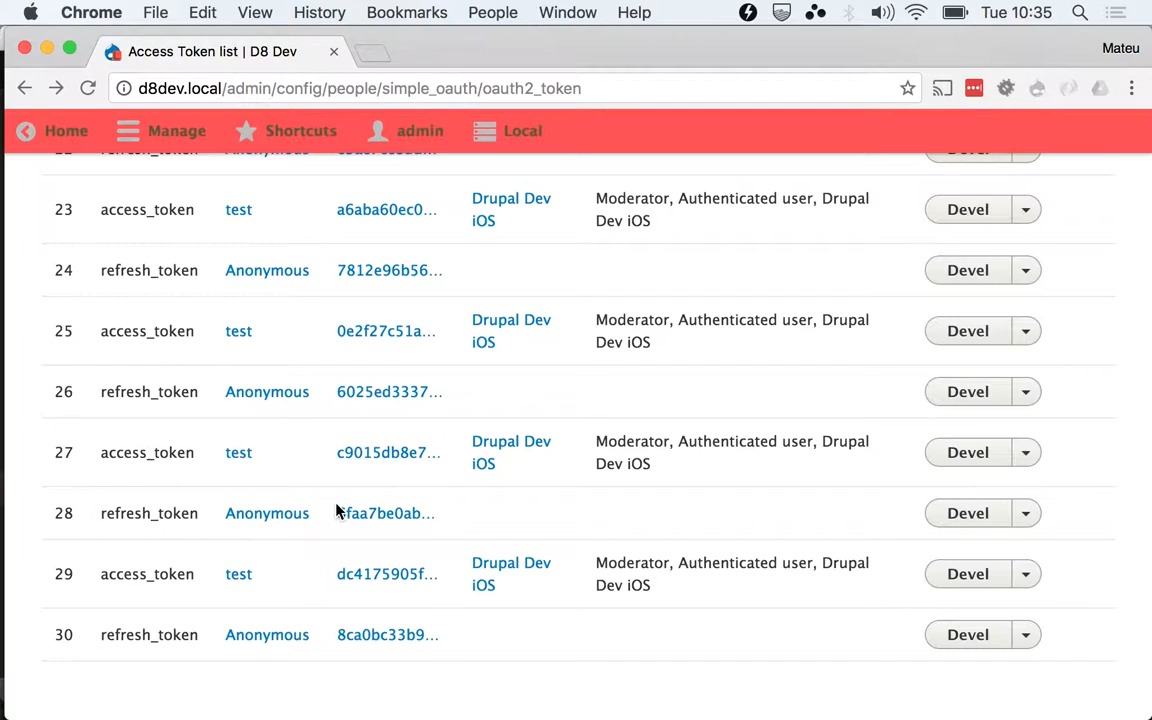 Chrome File Edit View History Bookmarks People Window Help Tue 10:35
Access Token list | D8 Dev Mateu
d8dev.local/admin/config/people/simple_oauth/oauth2_token
Home Manage Shortcuts admin Local
23 access_token test a6aba60ec0... Drupal Dev iOS Moderator, Authenticated user, Drupal Dev iOS Devel
24 refresh_token Anonymous 7812e96b56... Devel
25 access_token test 0e2f27c51a... Drupal Dev iOS Moderator, Authenticated user, Drupal Dev iOS Devel
26 refresh_token Anonymous 6025ed3337... Devel
27 access_token test c9015db8e7... Drupal Dev iOS Moderator, Authenticated user, Drupal Dev iOS Devel
28 refresh_token Anonymous Devel
29 access_token test dc4175905f... Drupal Dev iOS Moderator, Authenticated user, Drupal Dev iOS Devel
30 refresh_token Anonymous 8ca0bc33b9... Devel